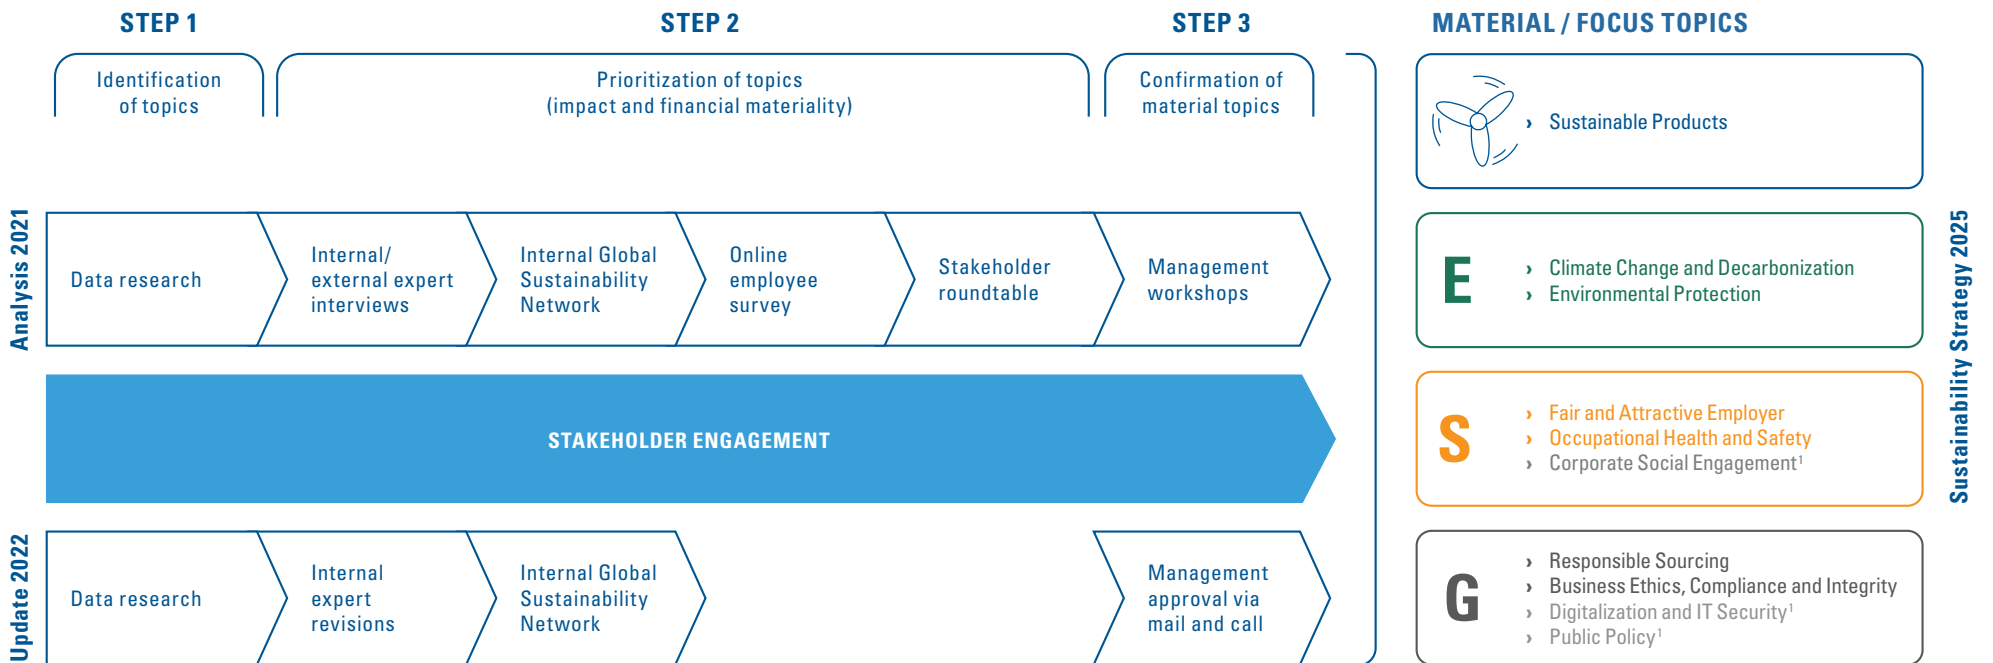 STEP 1
STEP 2
STEP 3
MATERIAL / FOCUS TOPICS
Identification
of topics
Prioritization of topics
(impact and financial materiality)
Confirmation of
material topics
› Sustainable Products
Analysis 2021
Data research
Internal/
external expert
interviews
Internal Global
Sustainability
Network
Online
employee
survey
Stakeholder
roundtable
Management
workshops
E
› Climate Change and Decarbonization
› Environmental Protection
STAKEHOLDER ENGAGEMENT
S
› Fair and Attractive Employer
› Occupational Health and Safety
› Corporate Social Engagement¹
Update 2022
Data research
Internal
expert
revisions
Internal Global
Sustainability
Network
Management
approval via
mail and call
G
› Responsible Sourcing
› Business Ethics, Compliance and Integrity
› Digitalization and IT Security¹
› Public Policy¹
Sustainability Strategy 2025